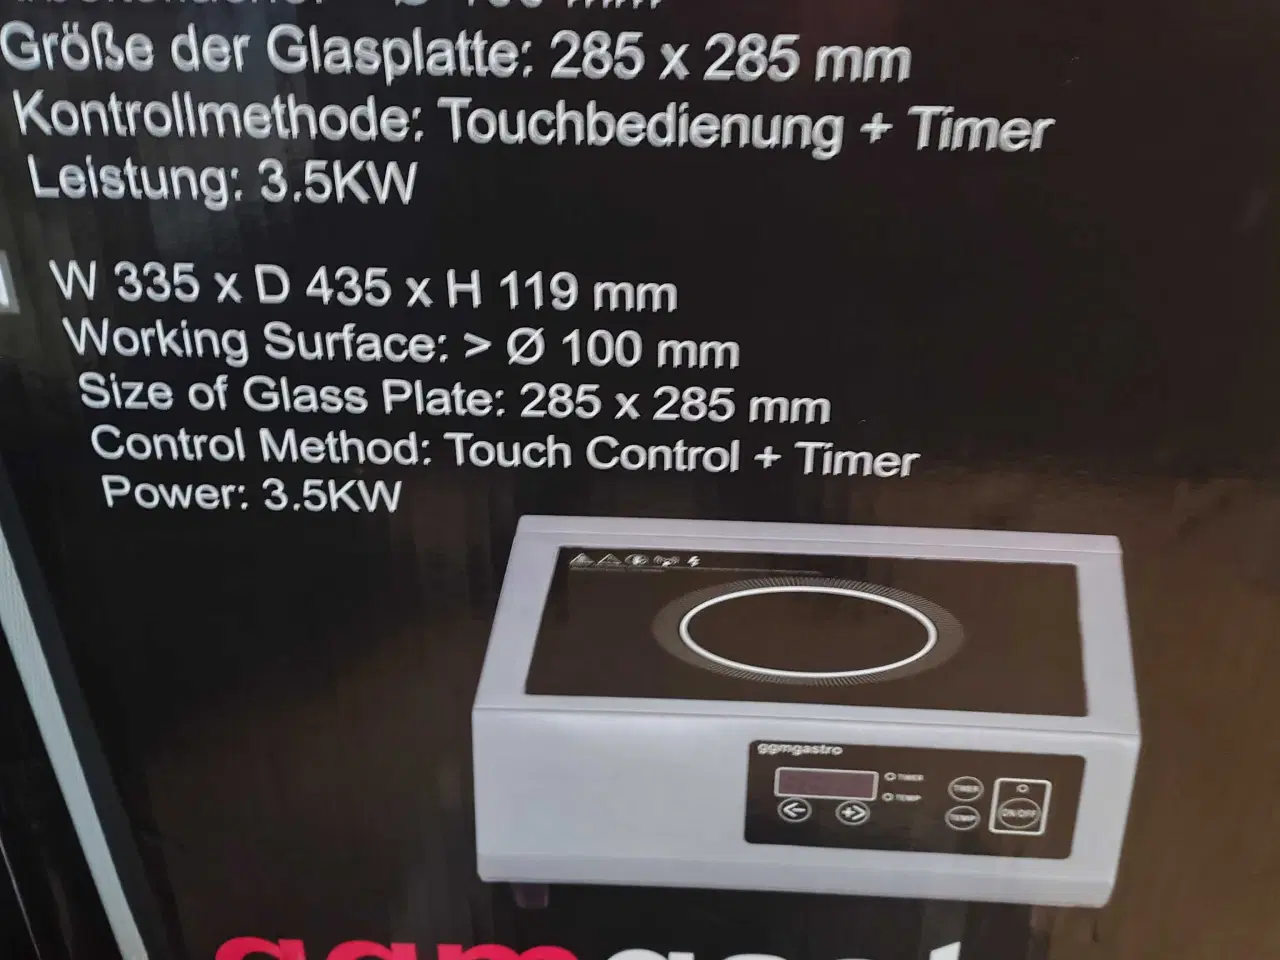 Größe der Glasplatte: 285 x 285 mm
Kontrollmethode: Touchbedienung + Timer
Leistung: 3.5KW
W 335 x D 435 x H 119 mm
Working Surface: > Ø 100 mm
Size of Glass Plate: 285 x 285 mm
Control Method: Touch Control + Timer
Power: 3.5KW
ggmgastro
TIMER
TEMP
TIMER
TEMP
ON/OFF